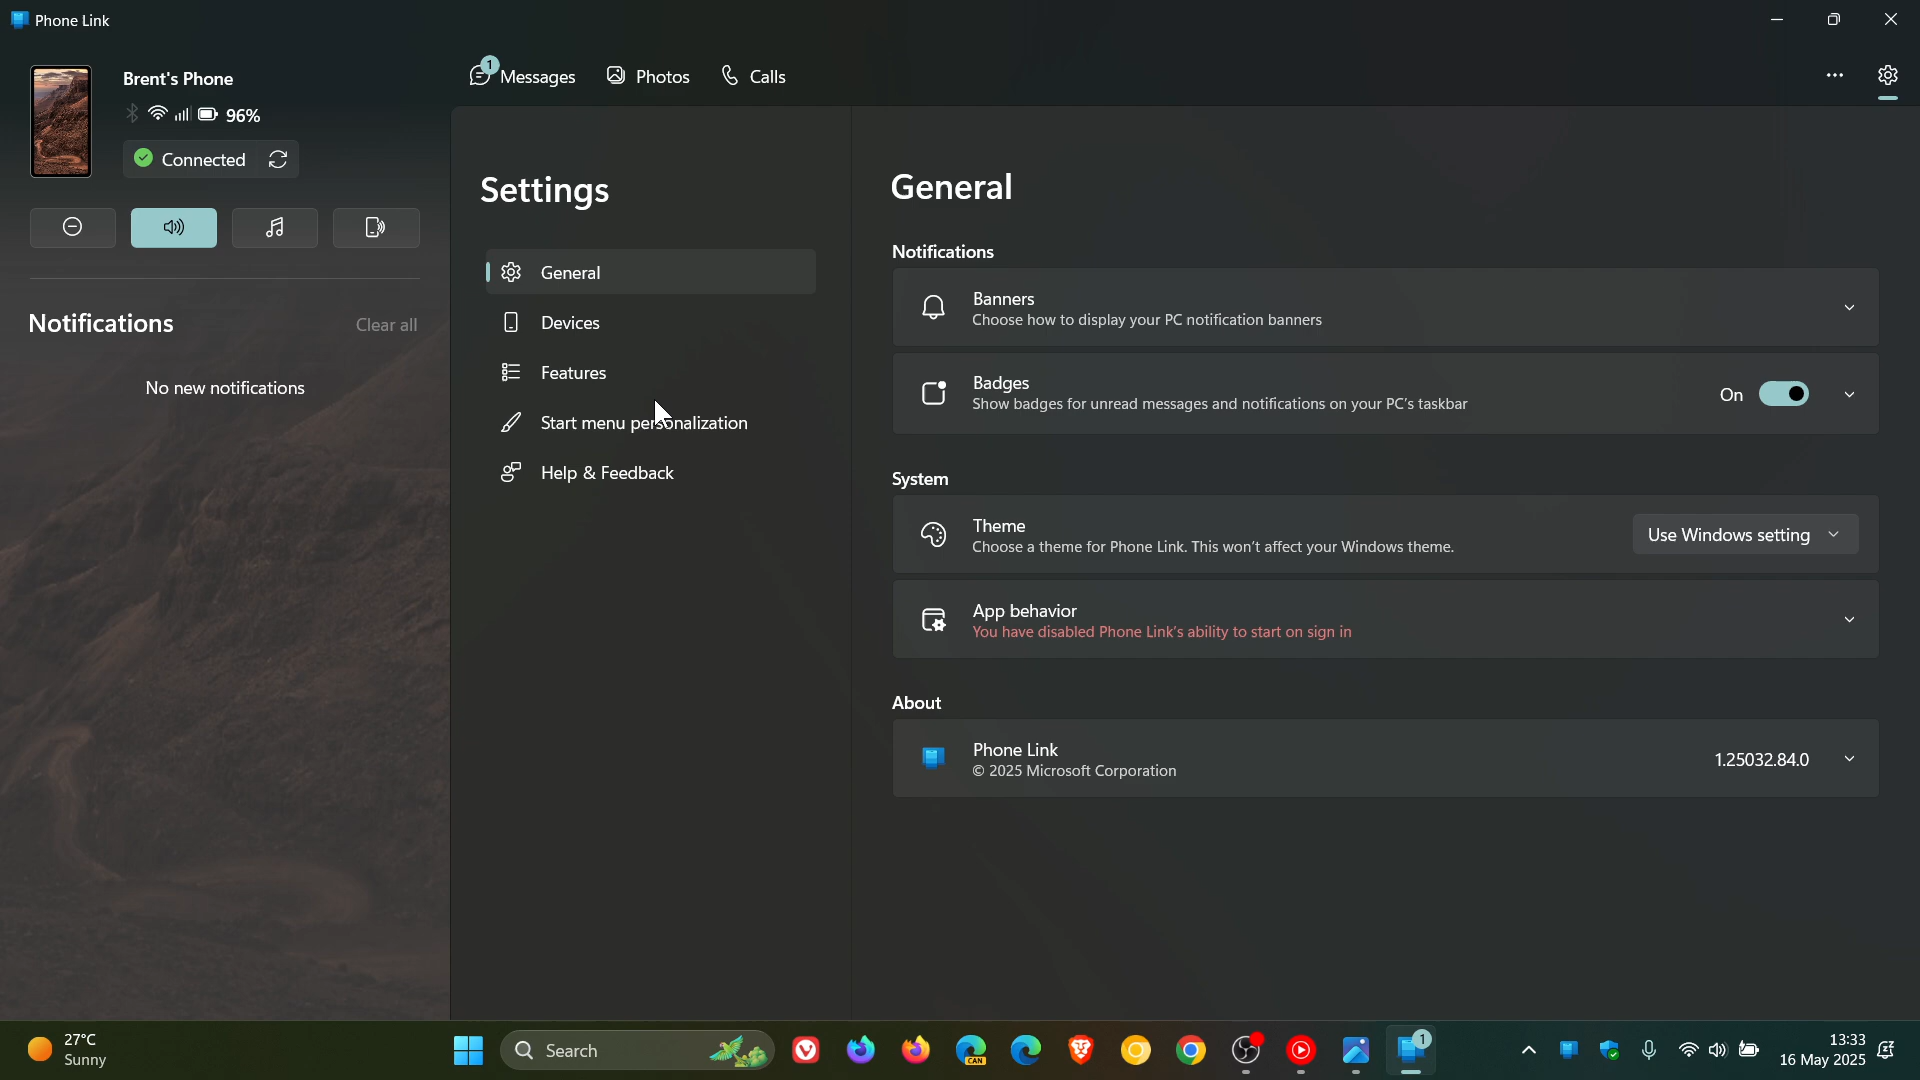 Phone Link
Brent's Phone
96%
Connected
Notifications
Clear all
No new notifications
1
Messages
Photos
Calls
Settings
General
Devices
Features
Start menu personalization
Help & Feedback
General
Notifications
Banners
Choose how to display your PC notification banners
Badges
Show badges for unread messages and notifications on your PC's taskbar
On
System
Theme
Choose a theme for Phone Link. This won't affect your Windows theme.
Use Windows setting
App behavior
You have disabled Phone Link's ability to start on sign in
About
Phone Link
© 2025 Microsoft Corporation
1.25032.84.0
27°C
Sunny
Search
CAN
1
13:33
16 May 2025